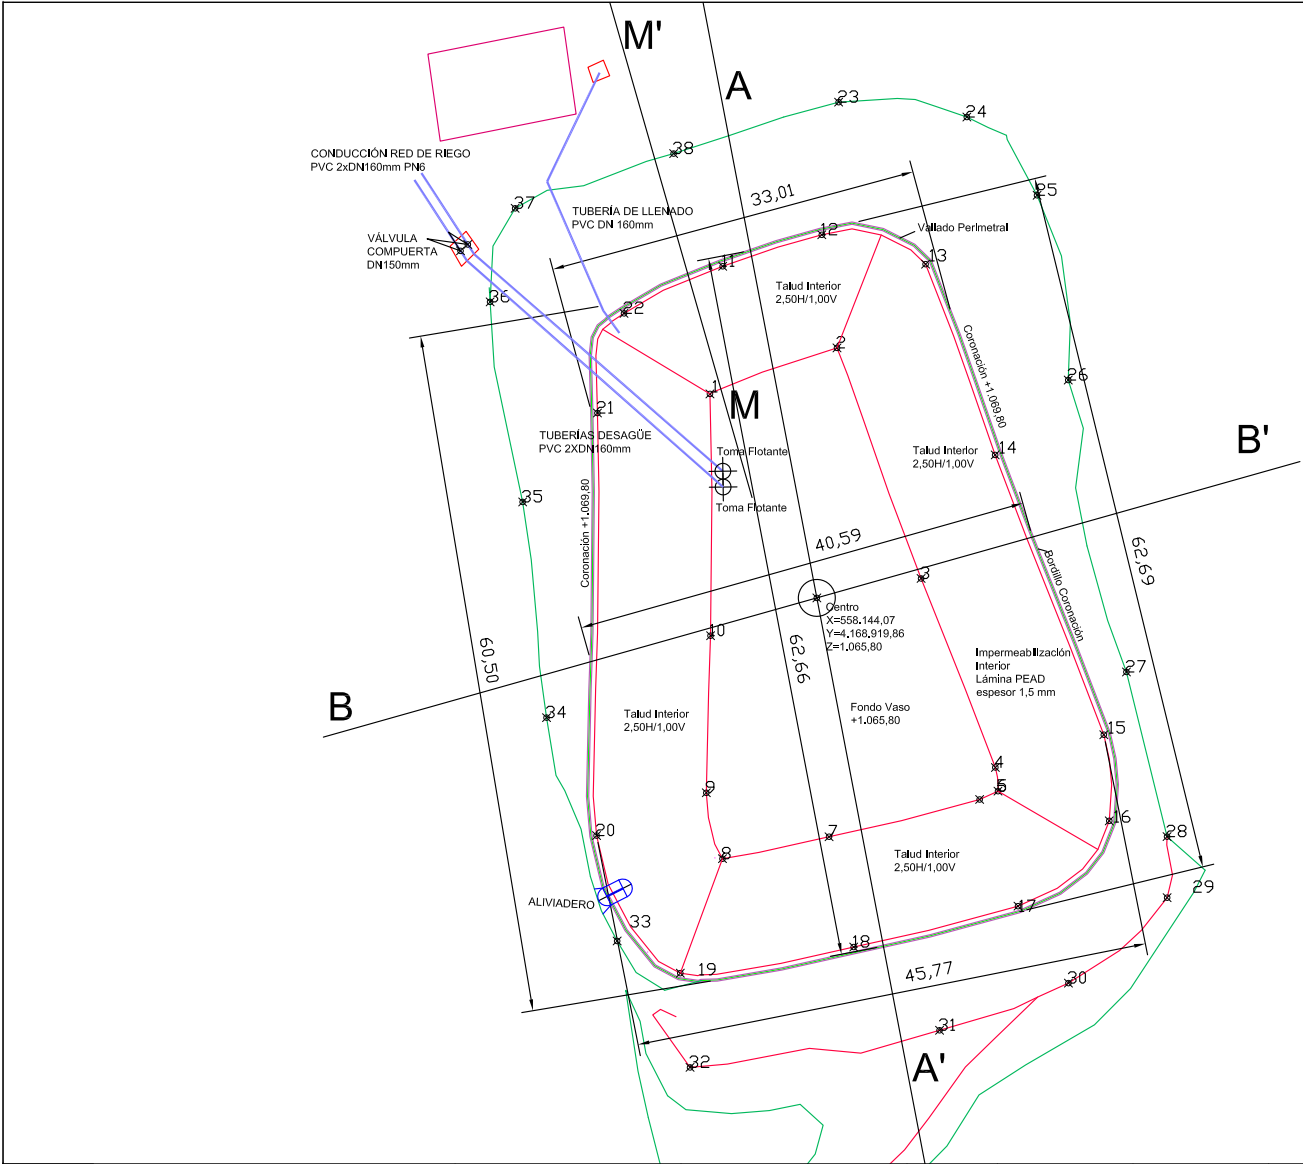 M'
A
23
24
38
CONDUCCIÓN RED DE RIEGO
PVC 2xDN160mm PN6
25
33,01
37
TUBERÍA DE LLENADO
PVC DN 160mm
12
Vallado Perimetral
VÁLVULA
COMPUERTA
DN150mm
11
13
Talud Interior
2,50H/1,00V
36
22
2
Coronación +1.069,80
26
1
M
21
TUBERÍAS DESAGÜE
PVC 2XDN160mm
Toma Flotante
Talud Interior
2,50H/1,00V
14
B'
35
Coronación +1.069,80
Toma Flotante
40,59
62,69
3
Bordillo Coronación
Centro
X=558.144,07
Y=4.168.919,86
Z=1.065,80
10
60,50
62,66
Impermeabilización
Interior
Lámina PEAD
espesor 1,5 mm
27
B
34
Talud Interior
2,50H/1,00V
Fondo Vaso
+1.065,80
15
4
9
5
16
20
7
28
8
Talud Interior
2,50H/1,00V
29
ALIVIADERO
17
33
18
19
45,77
30
31
32
A'